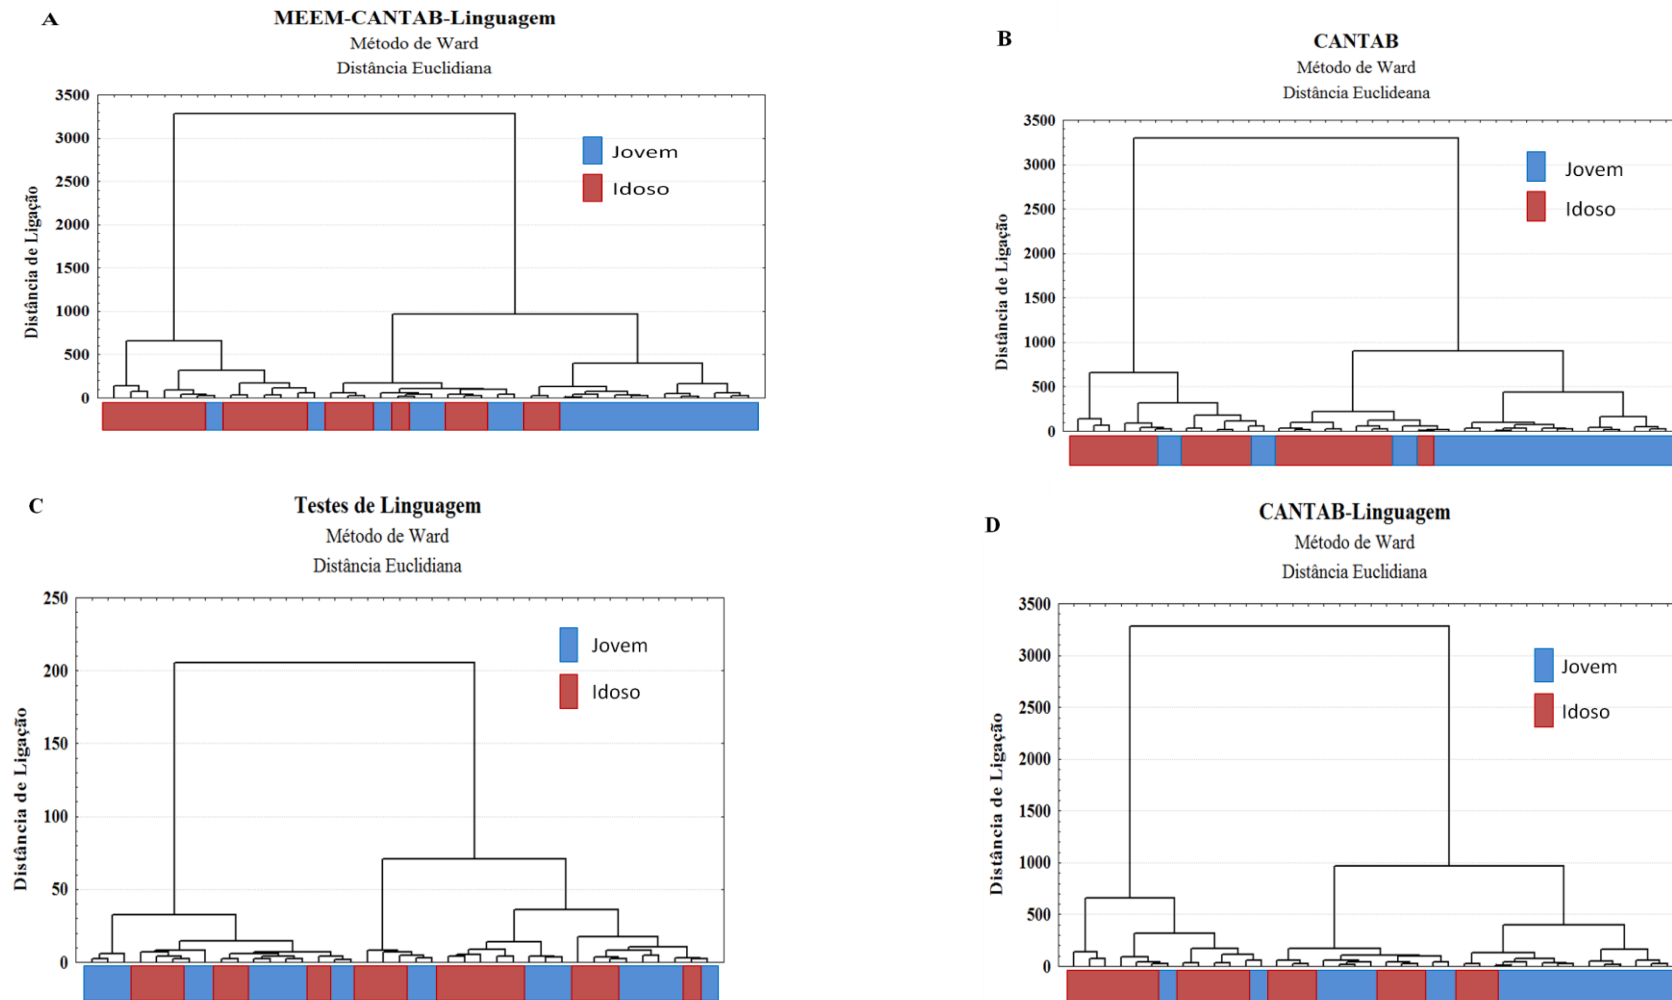 A
MEEM-CANTAB-Linguagem
Método de Ward
Distância Euclidiana
Distância de Ligação
3500
3000
2500
2000
1500
1000
500
0
Jovem
Idoso
B
CANTAB
Método de Ward
Distância Euclideana
Distância de Ligação
3500
3000
2500
2000
1500
1000
500
0
Jovem
Idoso
C
Testes de Linguagem
Método de Ward
Distância Euclidiana
Distância de Ligação
250
200
150
100
50
0
Jovem
Idoso
D
CANTAB-Linguagem
Método de Ward
Distância Euclidiana
Distância de Ligação
3500
3000
2500
2000
1500
1000
500
0
Jovem
Idoso